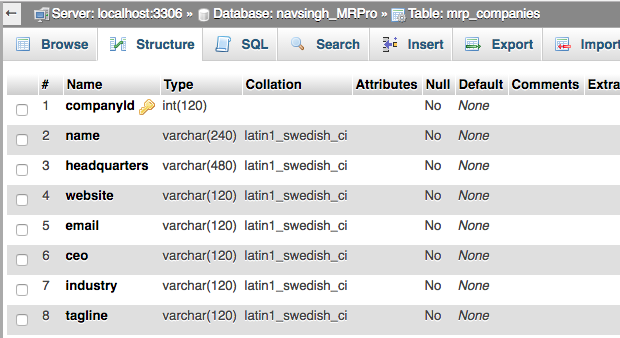 Server: localhost:3306 » Database: navsingh_MRPro » Table: mrp_companies
Browse Structure SQL Search Insert Export Import
# Name Type Collation Attributes Null Default Comments Extra
1 companyId int(120) No None
2 name varchar(240) latin1_swedish_ci No None
3 headquarters varchar(480) latin1_swedish_ci No None
4 website varchar(120) latin1_swedish_ci No None
5 email varchar(120) latin1_swedish_ci No None
6 ceo varchar(120) latin1_swedish_ci No None
7 industry varchar(120) latin1_swedish_ci No None
8 tagline varchar(120) latin1_swedish_ci No None